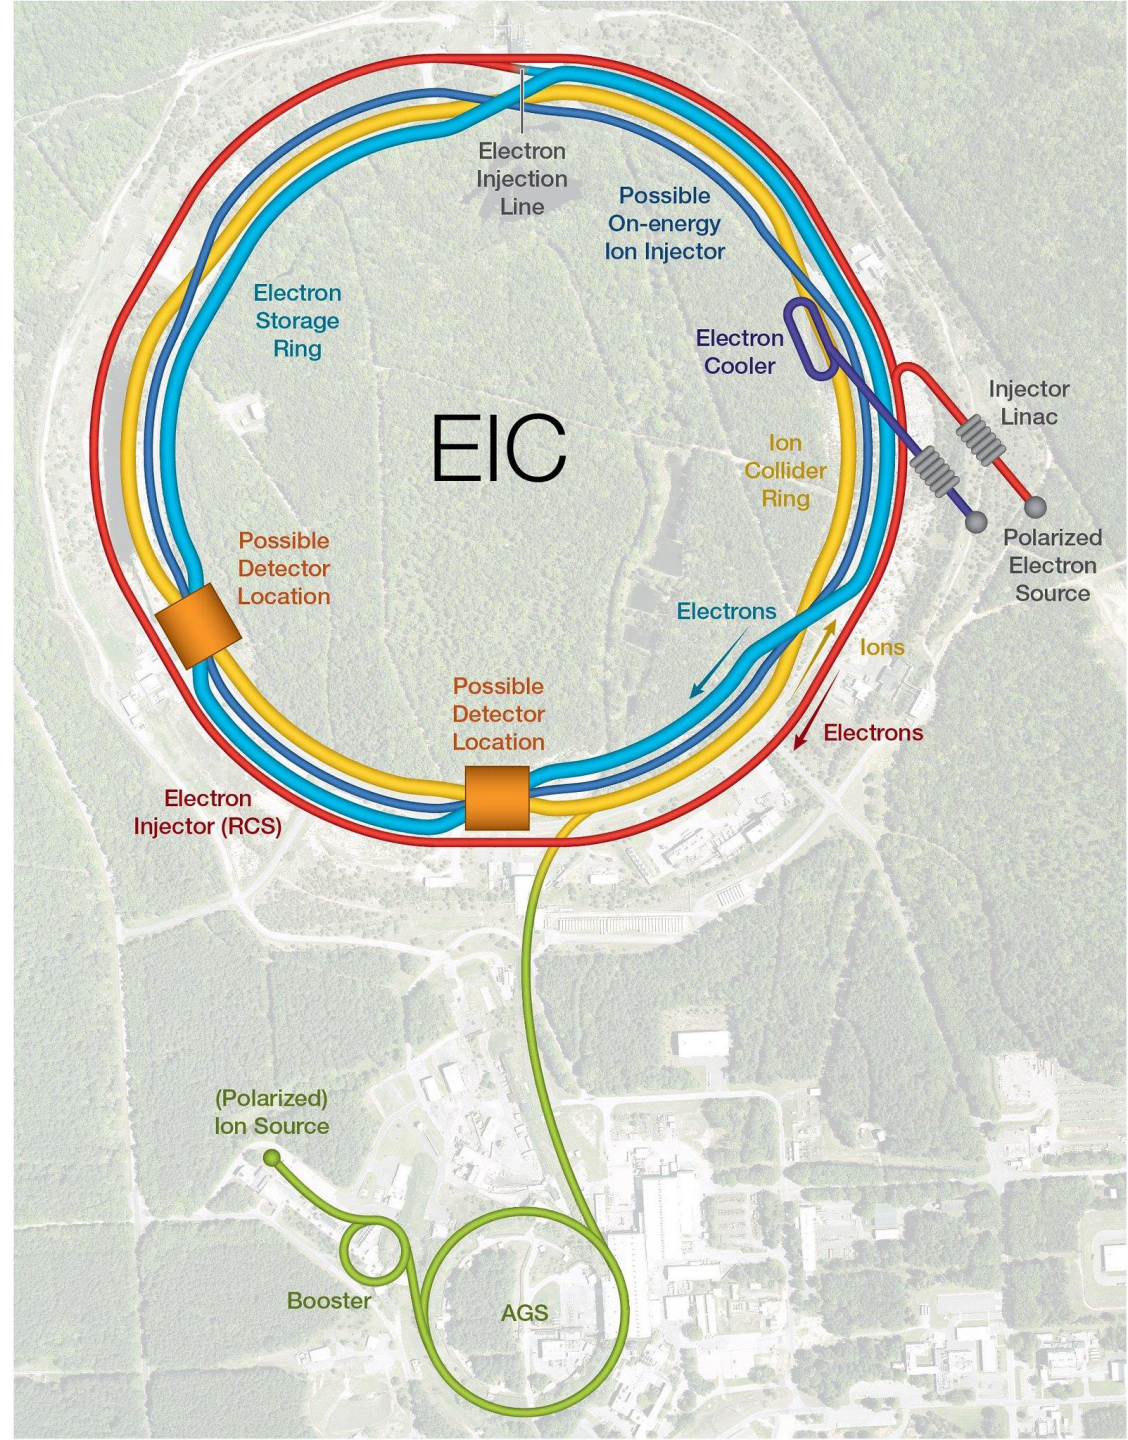 Electron
Injection
Line
Possible
On-energy
Ion Injector
Electron
Storage
Ring
Electron
Cooler
Injector
Linac
EIC
Ion
Collider
Ring
Polarized
Electron
Source
Possible
Detector
Location
Electrons
Ions
Possible
Detector
Location
Electrons
Electron
Injector (RCS)
(Polarized)
Ion Source
Booster
AGS